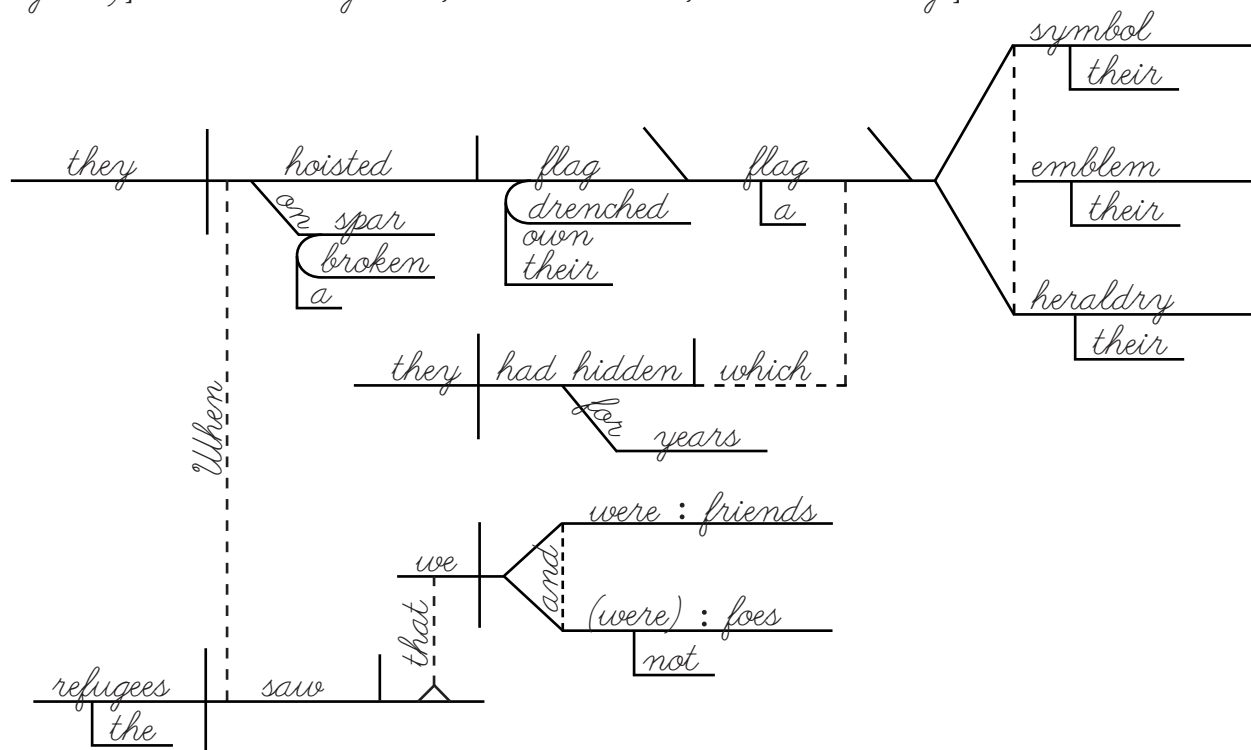 symbol
their
they hoisted flag flag
on spar drenched a
emblem
their
broken own
a their
heraldry
their
they had hidden which
for years
When
were : friends
we and
that (were) : foes
not
refugees saw
the